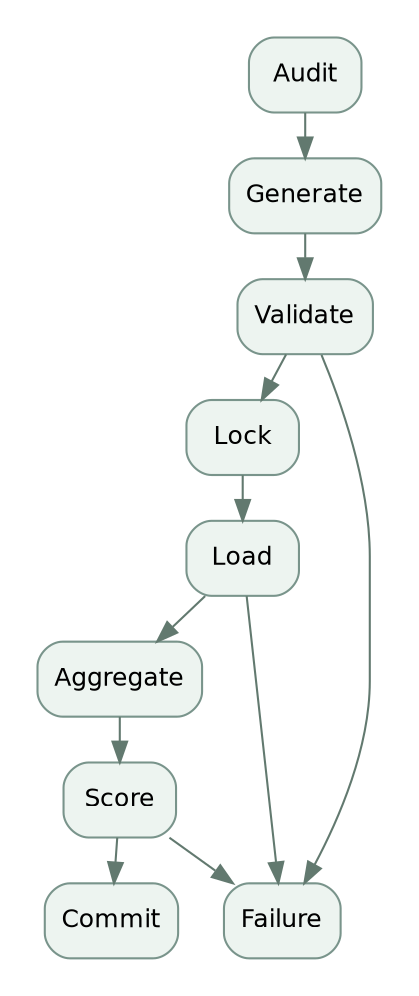 Audit
Generate
Validate
Lock
Load
Aggregate
Score
Commit
Failure